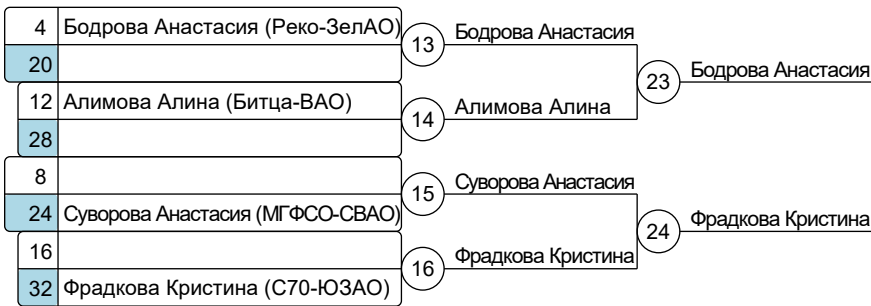 4 Бодрова Анастасия (Реко-ЗелАО)
20
13
Бодрова Анастасия
12 Алимова Алина (Битца-ВАО)
28
14
Алимова Алина
23
Бодрова Анастасия
8
24 Суворова Анастасия (МГФСО-СВАО)
15
Суворова Анастасия
16
32 Фрадкова Кристина (С70-ЮЗАО)
16
Фрадкова Кристина
24
Фрадкова Кристина